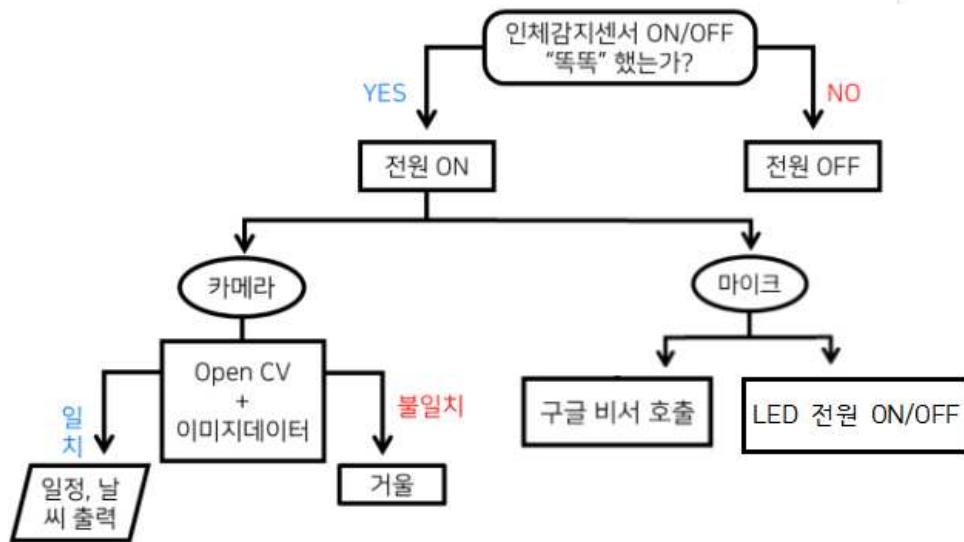 인체감지센서 ON/OFF
“똑똑” 했는가?
YES
NO
전원 ON
전원 OFF
카메라
마이크
Open CV
+
이미지데이터
일
치
불일치
구글 비서 호출
LED 전원 ON/OFF
일정, 날
씨 출력
거울